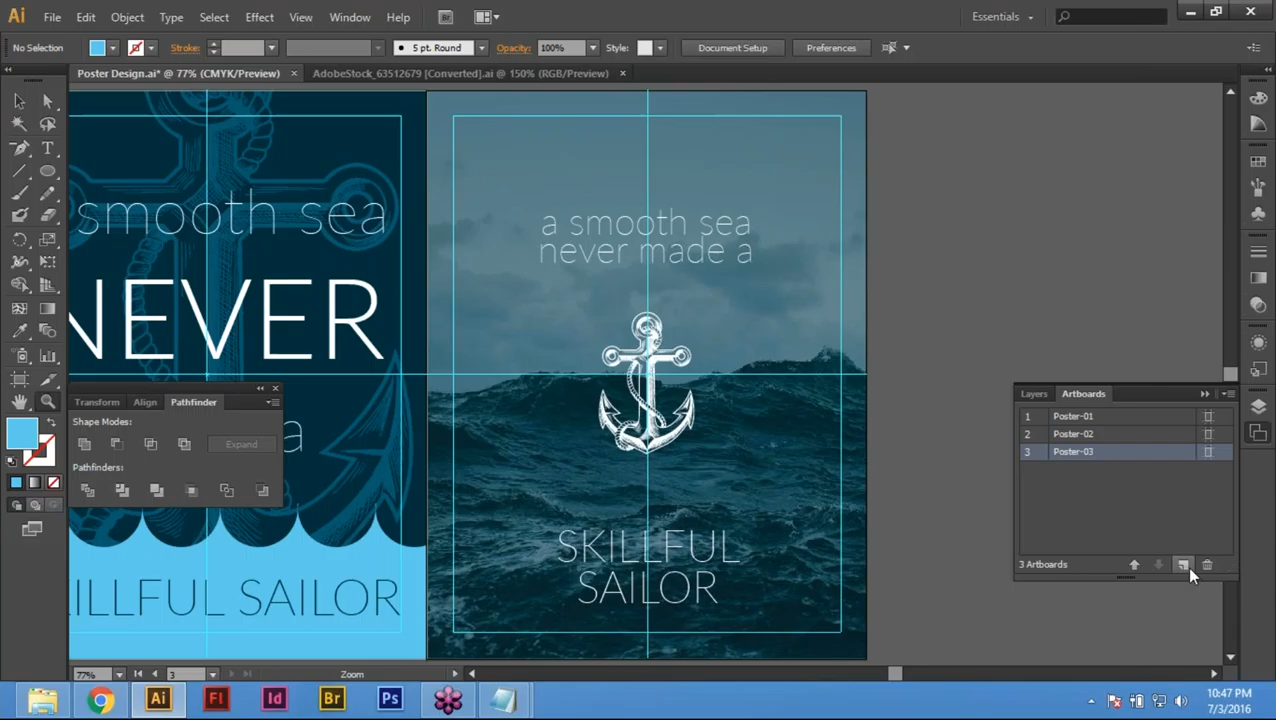 Ai File Edit Object Type Select Effect View Window Help Br Essentials
No Selection Stroke: 5 pt. Round Opacity: 100% Style: Document Setup Preferences
Poster Design.ai* @ 77% (CMYK/Preview) AdobeStock_63512679 [Converted].ai @ 150% (RGB/Preview)
smooth sea
NEVER
a
ILLFUL SAILOR
a smooth sea
never made a
SKILLFUL
SAILOR
Transform Align Pathfinder
Shape Modes:
Expand
Pathfinders:
Layers Artboards
1 Poster-01
2 Poster-02
3 Poster-03
3 Artboards
77% 3 Zoom
Ai Fl Id Br Ps
10:47 PM
7/3/2016